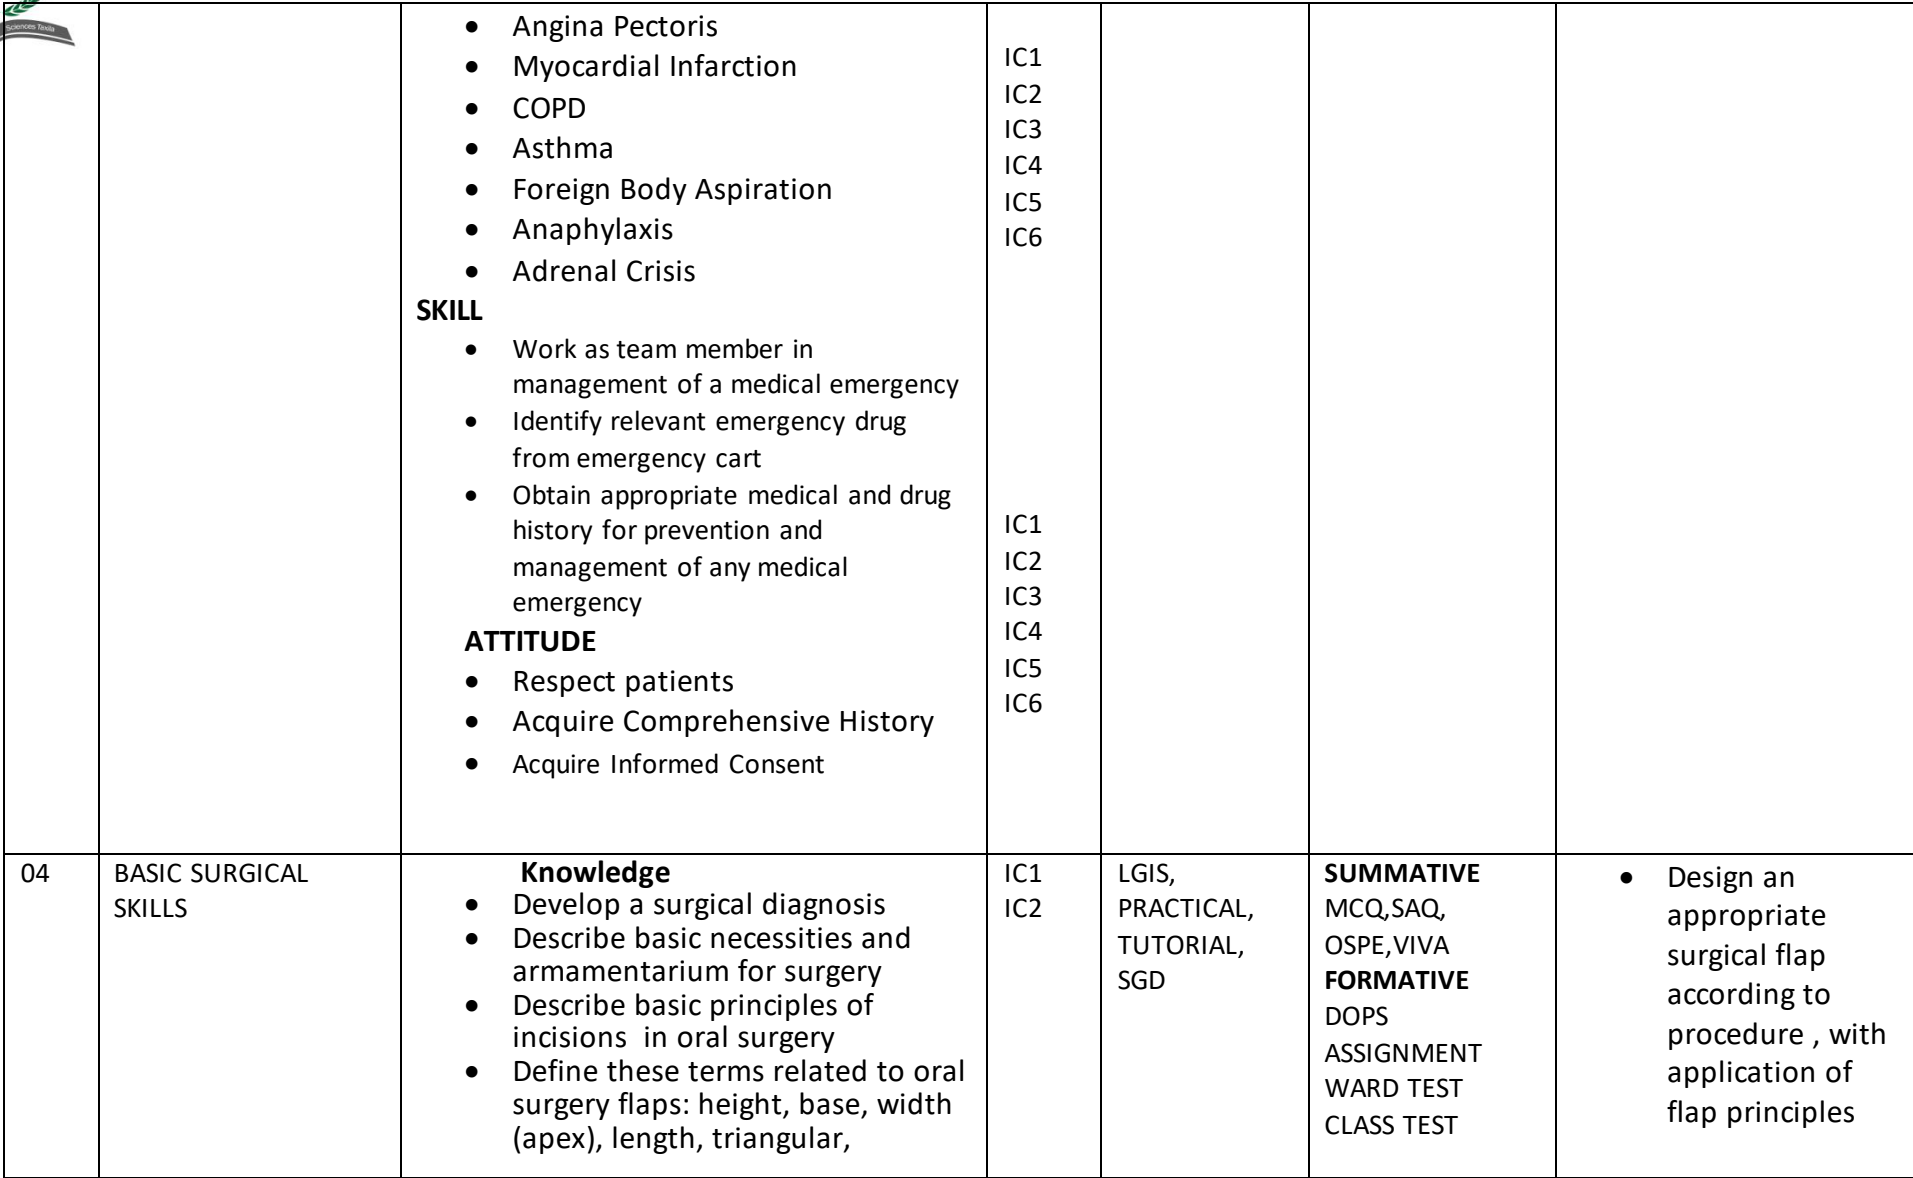 Sciences Taxila
• Angina Pectoris
• Myocardial Infarction
• COPD
• Asthma
• Foreign Body Aspiration
• Anaphylaxis
• Adrenal Crisis
SKILL
• Work as team member in
management of a medical emergency
• Identify relevant emergency drug
from emergency cart
• Obtain appropriate medical and drug
history for prevention and
management of any medical
emergency
ATTITUDE
• Respect patients
• Acquire Comprehensive History
• Acquire Informed Consent
IC1
IC2
IC3
IC4
IC5
IC6
IC1
IC2
IC3
IC4
IC5
IC6
04
BASIC SURGICAL
SKILLS
Knowledge
• Develop a surgical diagnosis
• Describe basic necessities and
armamentarium for surgery
• Describe basic principles of
incisions in oral surgery
• Define these terms related to oral
surgery flaps: height, base, width
(apex), length, triangular,
IC1
IC2
LGIS,
PRACTICAL,
TUTORIAL,
SGD
SUMMATIVE
MCQ,SAQ,
OSPE,VIVA
FORMATIVE
DOPS
ASSIGNMENT
WARD TEST
CLASS TEST
• Design an
appropriate
surgical flap
according to
procedure , with
application of
flap principles